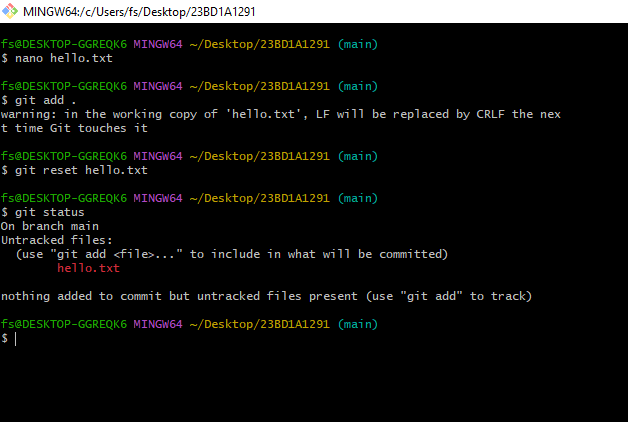 MINGW64:/c/Users/fs/Desktop/23BD1A1291
fs@DESKTOP-GGREQK6 MINGW64 ~/Desktop/23BD1A1291 (main)
$ nano hello.txt
fs@DESKTOP-GGREQK6 MINGW64 ~/Desktop/23BD1A1291 (main)
$ git add .
warning: in the working copy of 'hello.txt', LF will be replaced by CRLF the nex
t time Git touches it
fs@DESKTOP-GGREQK6 MINGW64 ~/Desktop/23BD1A1291 (main)
$ git reset hello.txt
fs@DESKTOP-GGREQK6 MINGW64 ~/Desktop/23BD1A1291 (main)
$ git status
On branch main
Untracked files:
  (use "git add <file>..." to include in what will be committed)
        hello.txt
nothing added to commit but untracked files present (use "git add" to track)
fs@DESKTOP-GGREQK6 MINGW64 ~/Desktop/23BD1A1291 (main)
$